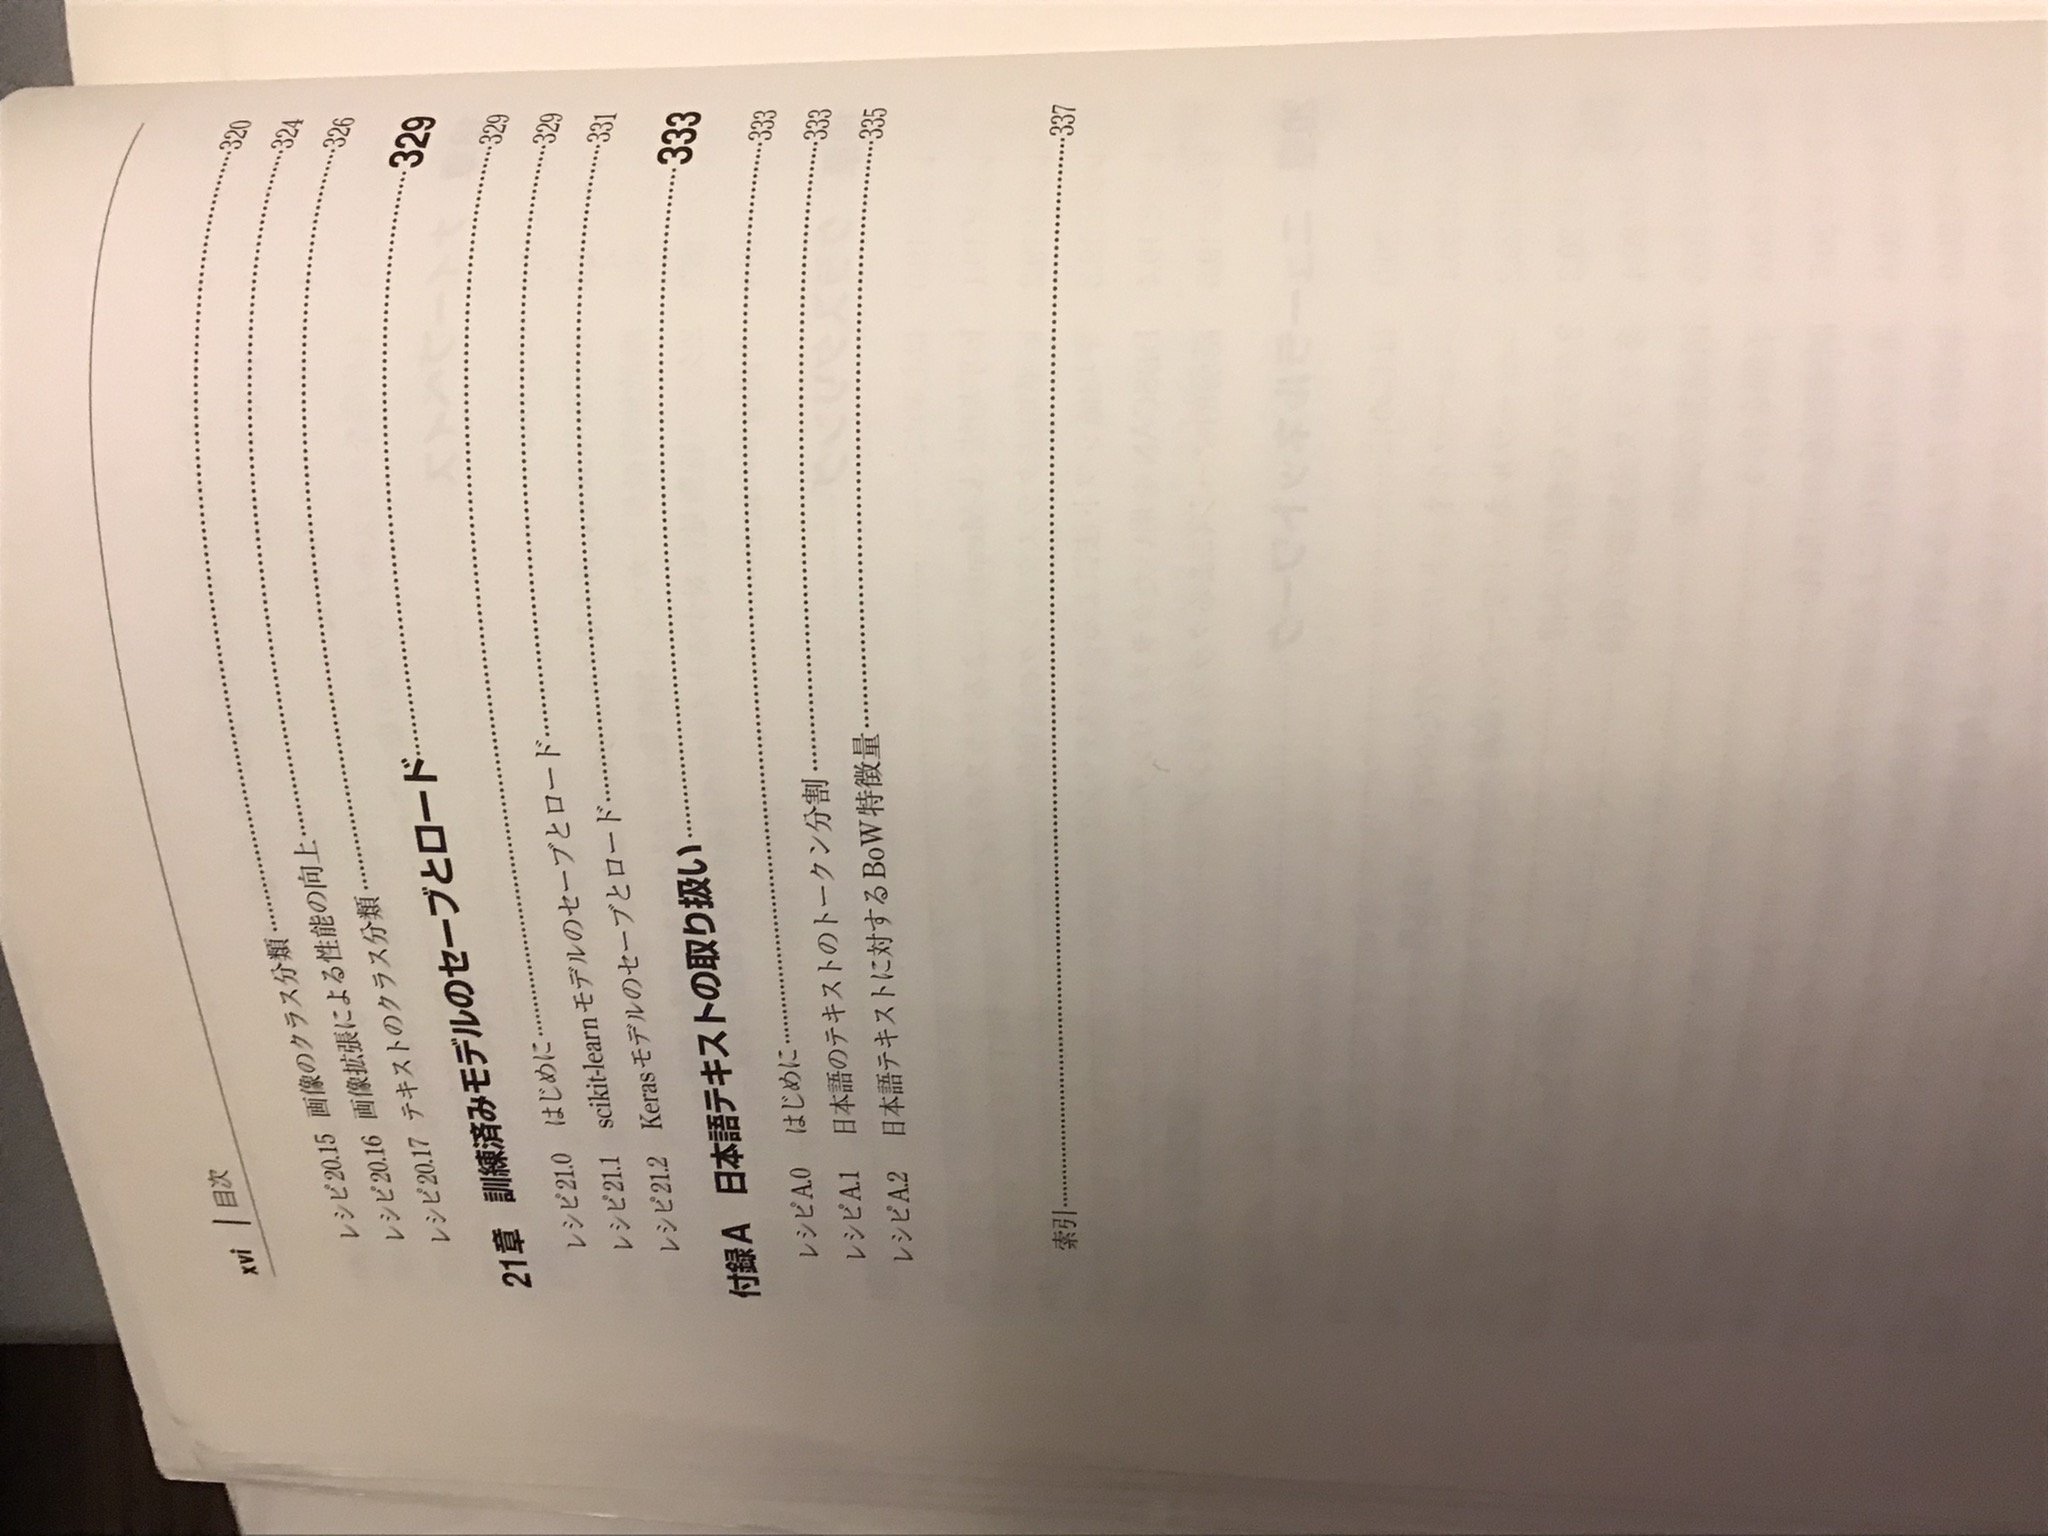 xvi | 目次
レシピ20.15 画像のクラス分類 320
レシピ20.16 画像拡張による性能の向上 324
レシピ20.17 テキストのクラス分類 326
21章 訓練済みモデルのセーブとロード 329
レシピ21.0 はじめに 329
レシピ21.1 scikit-learnモデルのセーブとロード 329
レシピ21.2 Kerasモデルのセーブとロード 331
付録A 日本語テキストの取り扱い 333
レシピA.0 はじめに 333
レシピA.1 日本語のテキストのトークン分割 333
レシピA.2 日本語テキストに対するBoW特徴量 335
索引 337